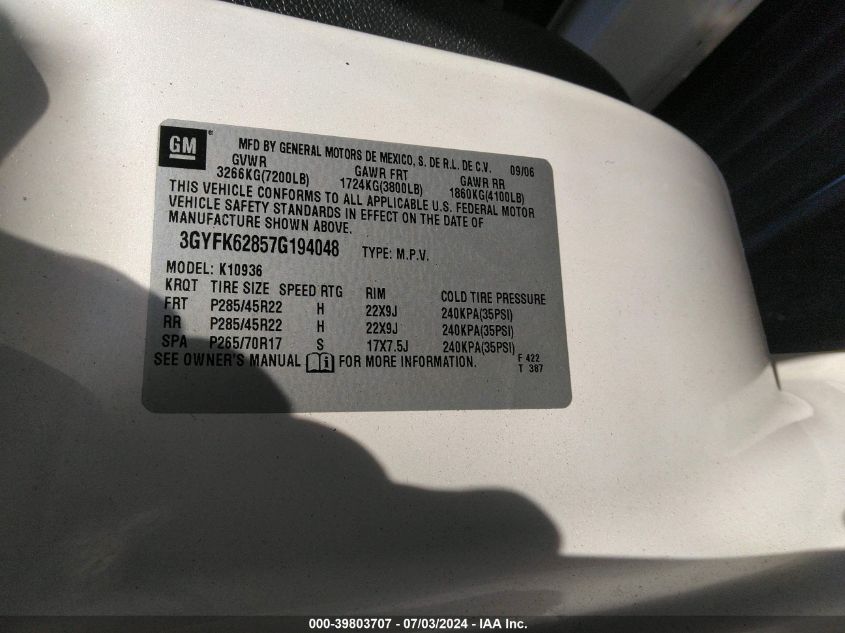 GM ® MFD BY GENERAL MOTORS DE MEXICO, S. DE R.L. DE C.V. 09/06
GVWR GAWR FRT GAWR RR
3266KG(7200LB) 1724KG(3800LB) 1860KG(4100LB)
THIS VEHICLE CONFORMS TO ALL APPLICABLE U.S. FEDERAL MOTOR
VEHICLE SAFETY STANDARDS IN EFFECT ON THE DATE OF
MANUFACTURE SHOWN ABOVE.
3GYFK62857G194048 TYPE: M.P.V.
MODEL: K10936
KRQT TIRE SIZE SPEED RTG RIM COLD TIRE PRESSURE
FRT P285/45R22 H 22X9J 240KPA(35PSI)
RR P285/45R22 H 22X9J 240KPA(35PSI)
SPA P265/70R17 S 17X7.5J 240KPA(35PSI)
SEE OWNER'S MANUAL i FOR MORE INFORMATION. F 422
T 387
000-39803707 - 07/03/2024 - IAA Inc.